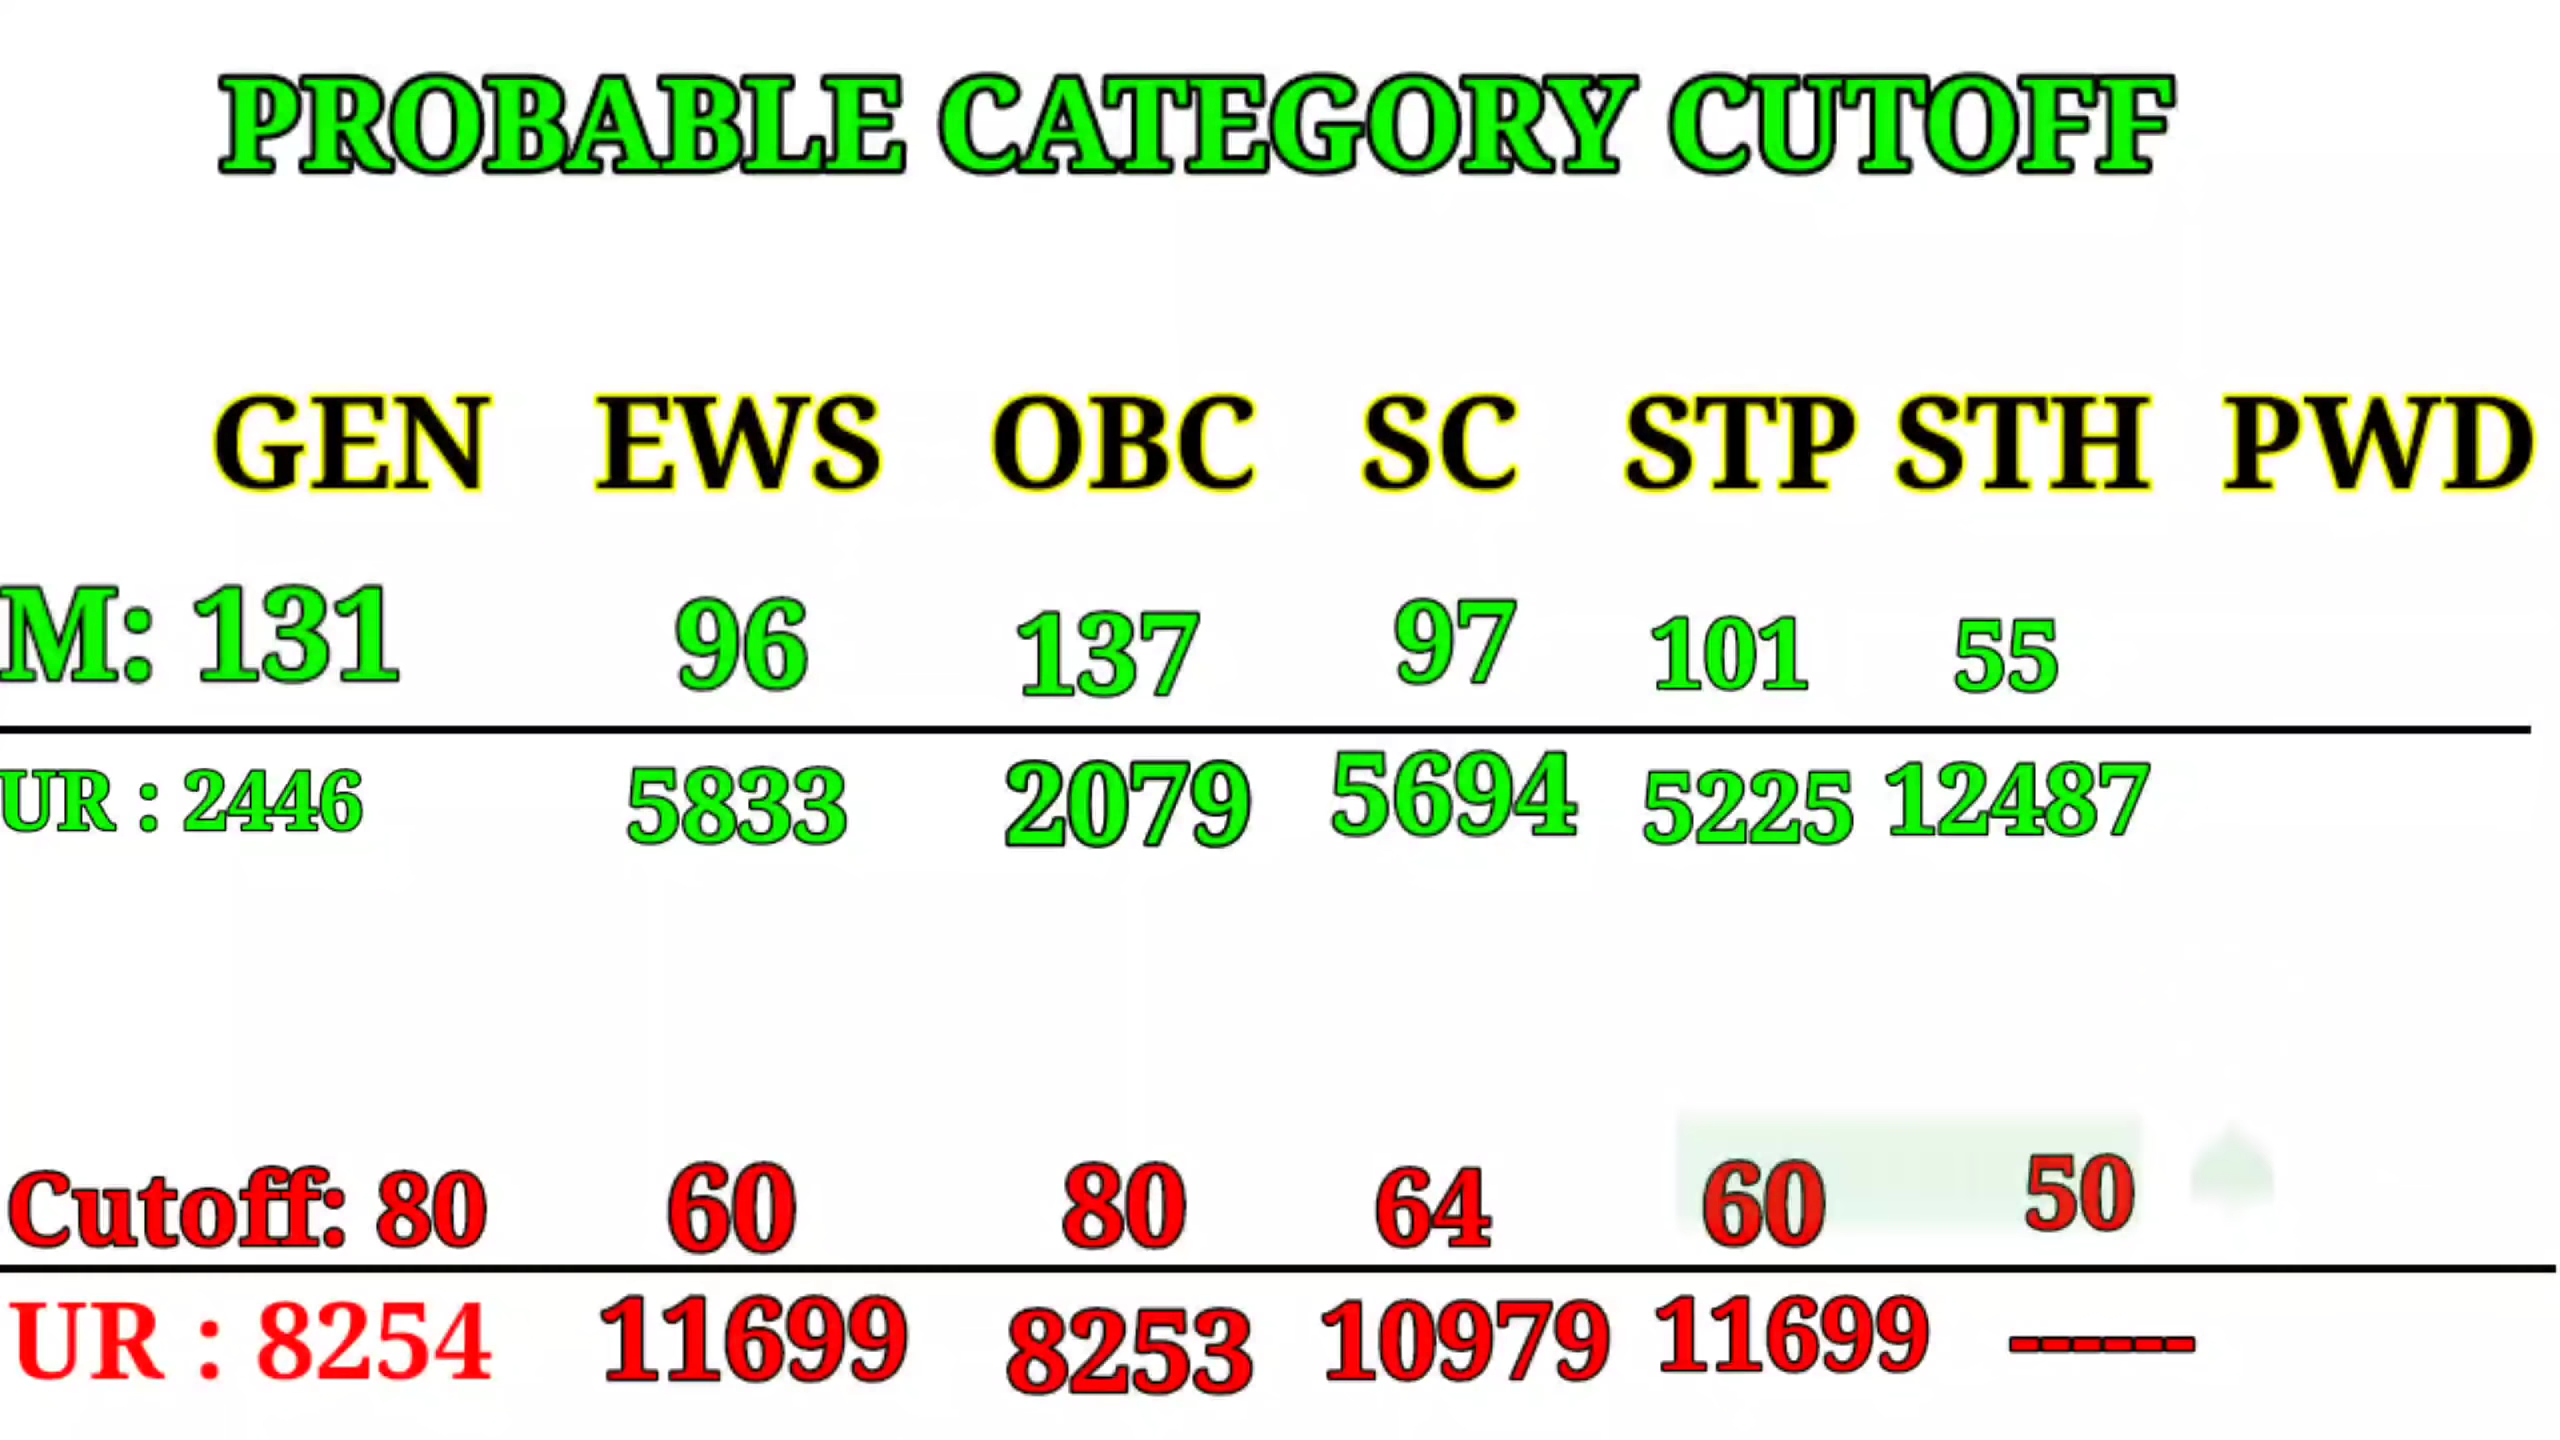 PROBABLE CATEGORY CUTOFF
GEN EWS OBC SC STP STH PWD
M: 131 96 137 97 101 55
UR : 2446 5833 2079 5694 5225 12487
Cutoff: 80 60 80 64 60 50
UR : 8254 11699 8253 10979 11699 ------